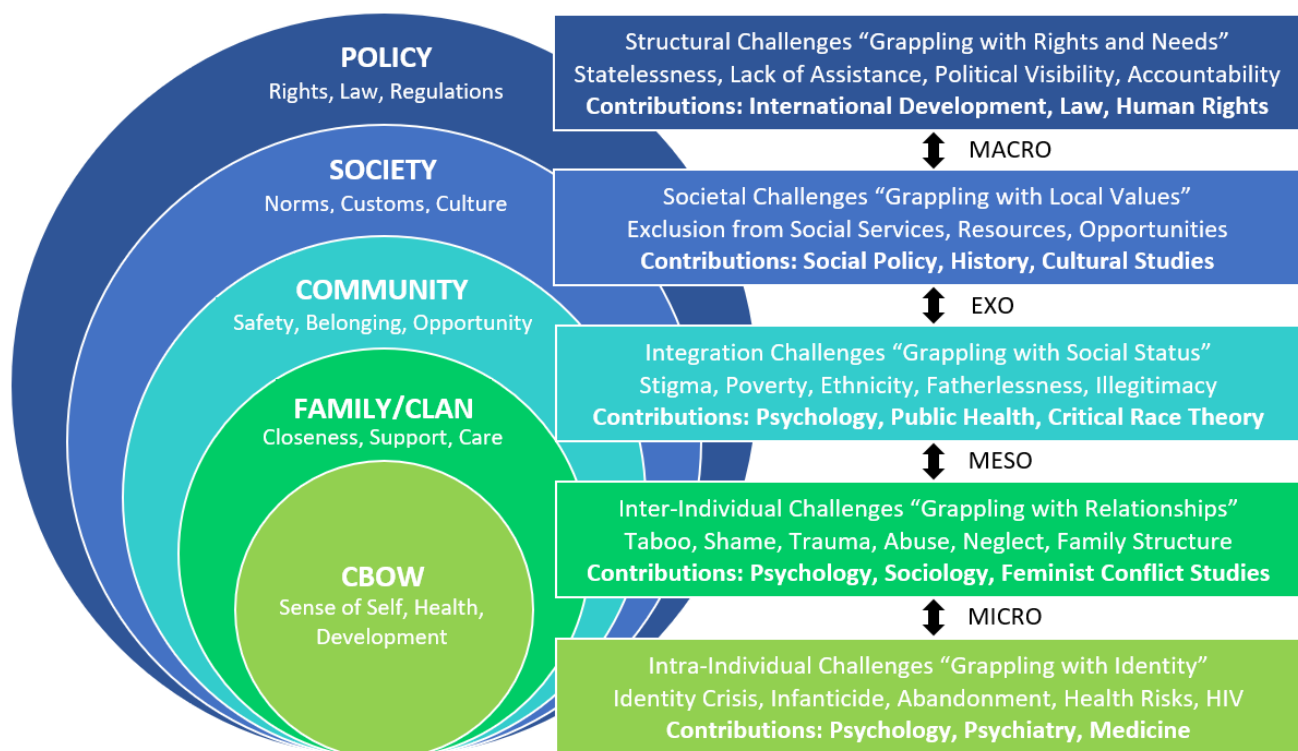 POLICY
Rights, Law, Regulations
SOCIETY
Norms, Customs, Culture
COMMUNITY
Safety, Belonging, Opportunity
FAMILY/CLAN
Closeness, Support, Care
CBOW
Sense of Self, Health,
Development
Structural Challenges “Grappling with Rights and Needs”
Statelessness, Lack of Assistance, Political Visibility, Accountability
Contributions: International Development, Law, Human Rights
MACRO
Societal Challenges “Grappling with Local Values”
Exclusion from Social Services, Resources, Opportunities
Contributions: Social Policy, History, Cultural Studies
EXO
Integration Challenges “Grappling with Social Status”
Stigma, Poverty, Ethnicity, Fatherlessness, Illegitimacy
Contributions: Psychology, Public Health, Critical Race Theory
MESO
Inter-Individual Challenges “Grappling with Relationships”
Taboo, Shame, Trauma, Abuse, Neglect, Family Structure
Contributions: Psychology, Sociology, Feminist Conflict Studies
MICRO
Intra-Individual Challenges “Grappling with Identity”
Identity Crisis, Infanticide, Abandonment, Health Risks, HIV
Contributions: Psychology, Psychiatry, Medicine